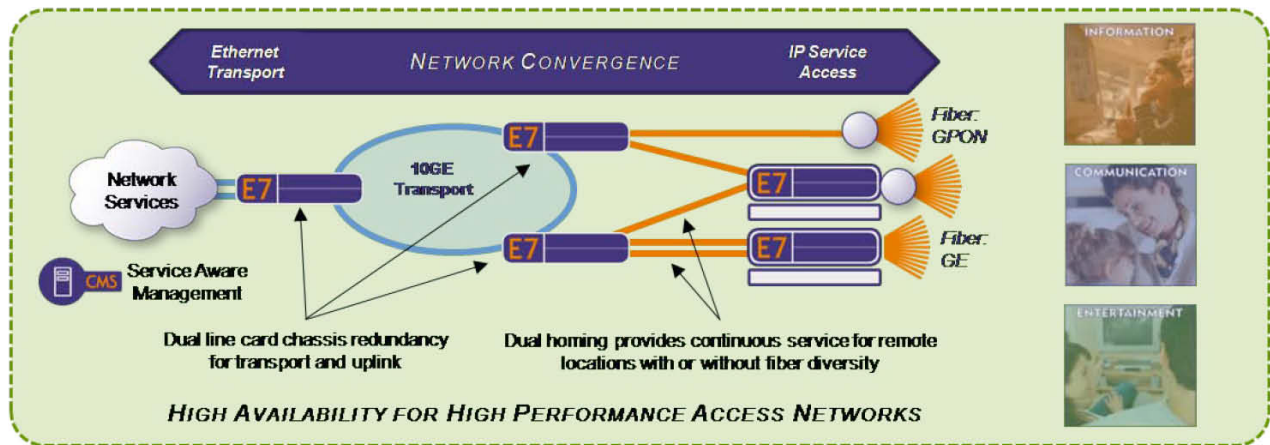 Ethernet
Transport
NETWORK CONVERGENCE
IP Service
Access
INFORMATION
Fiber:
GPON
E7
10GE
Transport
Network
Services
E7
E7
COMMUNICATION
E7
E7
Fiber:
GE
CMS
Service Aware
Management
ENTERTAINMENT
Dual line card chassis redundancy
for transport and uplink
Dual homing provides continuous service for remote
locations with or without fiber diversity
HIGH AVAILABILITY FOR HIGH PERFORMANCE ACCESS NETWORKS